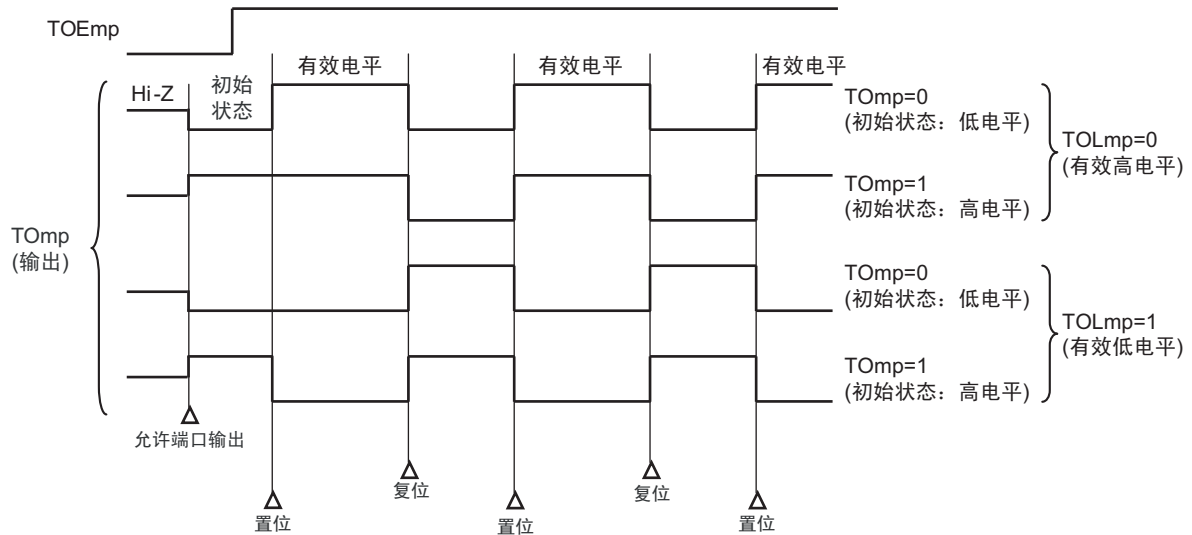 TOEmp
有效电平
有效电平
有效电平
Hi-Z
初始
状态
TOmp=0
(初始状态：低电平)
TOLmp=0
(有效高电平)
TOmp=1
(初始状态：高电平)
TOmp
(输出)
TOmp=0
(初始状态：低电平)
TOLmp=1
(有效低电平)
TOmp=1
(初始状态：高电平)
允许端口输出
复位
复位
置位
置位
置位